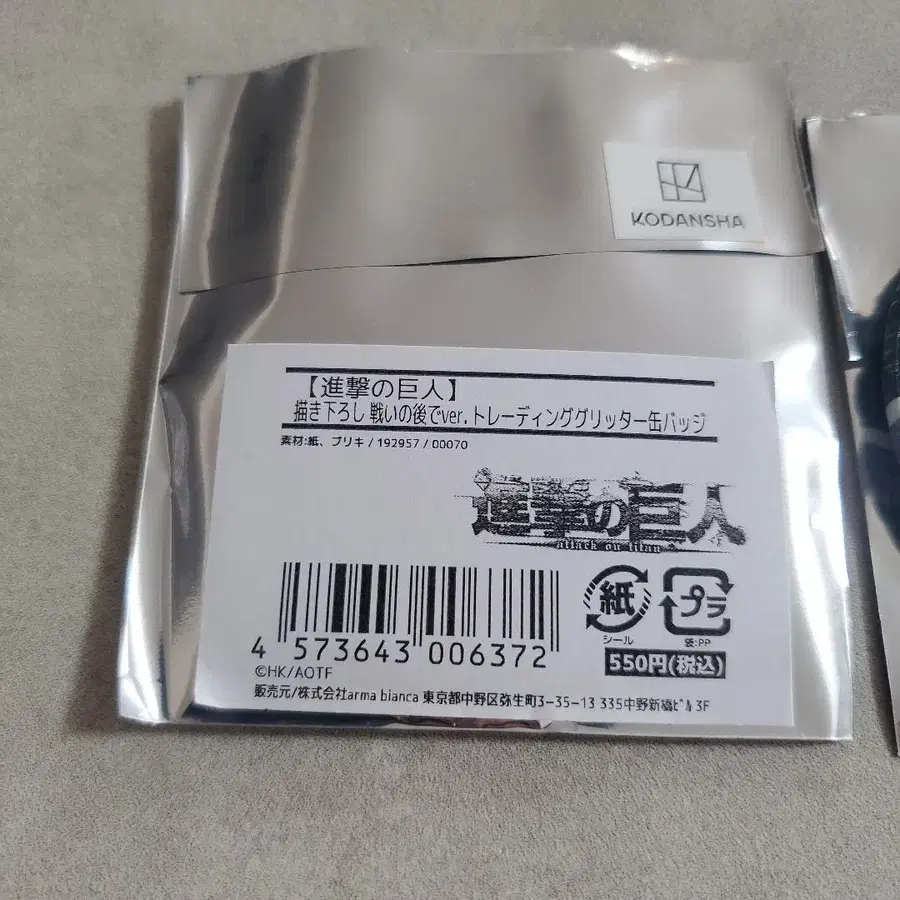 KODANSHA
【進撃の巨人】
描き下ろし 戦いの後でver.トレーディンググリッター缶バッジ
素材:紙、ブリキ / 192957 / 00070
進撃の巨人
attack on titan
紙
シール
プラ
袋:PP
4 573643 006372
550円(税込)
©HK/AOTF
販売元/株式会社arma bianca 東京都中野区弥生町3-35-13 335中野新橋ﾋﾞﾙ 3F